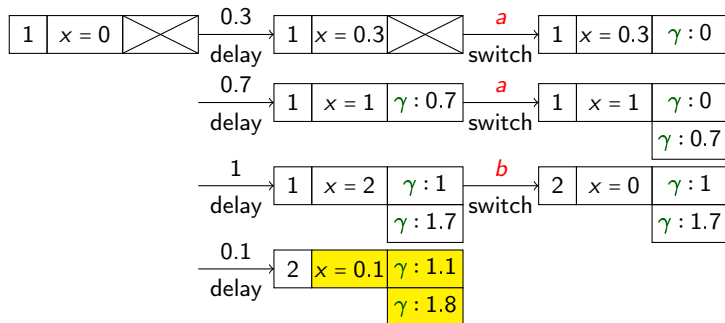 0.3 a
1 x = 0 delay 1 x = 0.3 switch 1 x = 0.3 γ : 0
0.7 a
delay 1 x = 1 γ : 0.7 switch 1 x = 1 γ : 0
γ : 0.7
1 b
delay 1 x = 2 γ : 1 switch 2 x = 0 γ : 1
γ : 1.7 γ : 1.7
0.1
delay 2 x = 0.1 γ : 1.1
γ : 1.8